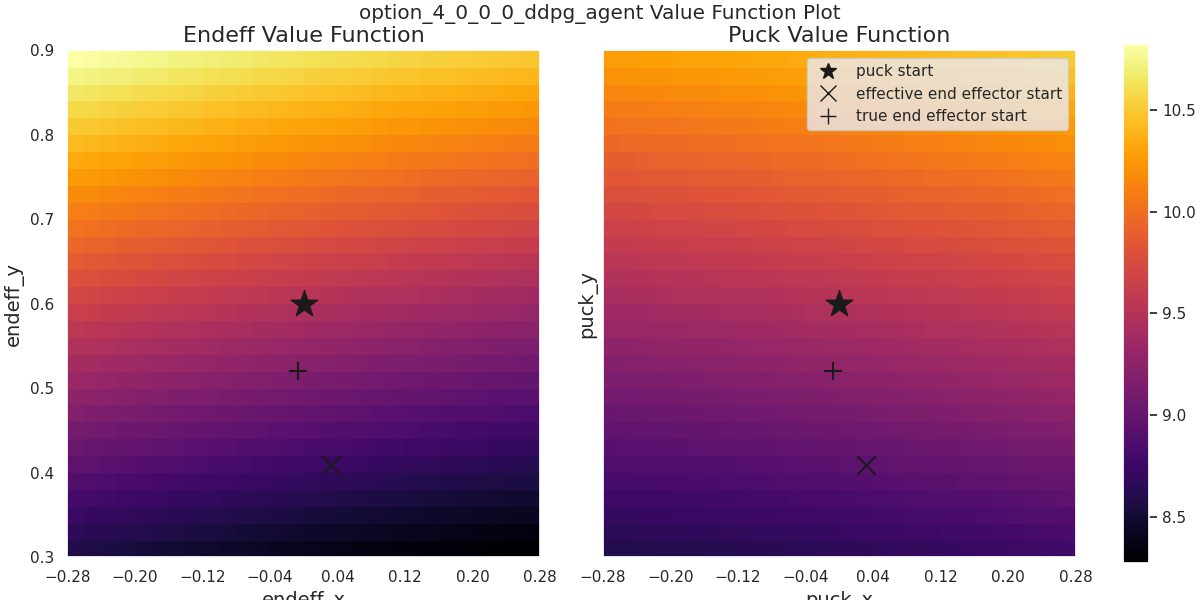 option_4_0_0_0_ddpg_agent Value Function Plot
Endeff Value Function
Puck Value Function
puck start
effective end effector start
true end effector start
endeff_y
0.9
0.8
0.7
0.6
0.5
0.4
0.3
−0.28 −0.20 −0.12 −0.04 0.04 0.12 0.20 0.28
endeff_x
puck_y
−0.28 −0.20 −0.12 −0.04 0.04 0.12 0.20 0.28
puck_x
10.5
10.0
9.5
9.0
8.5